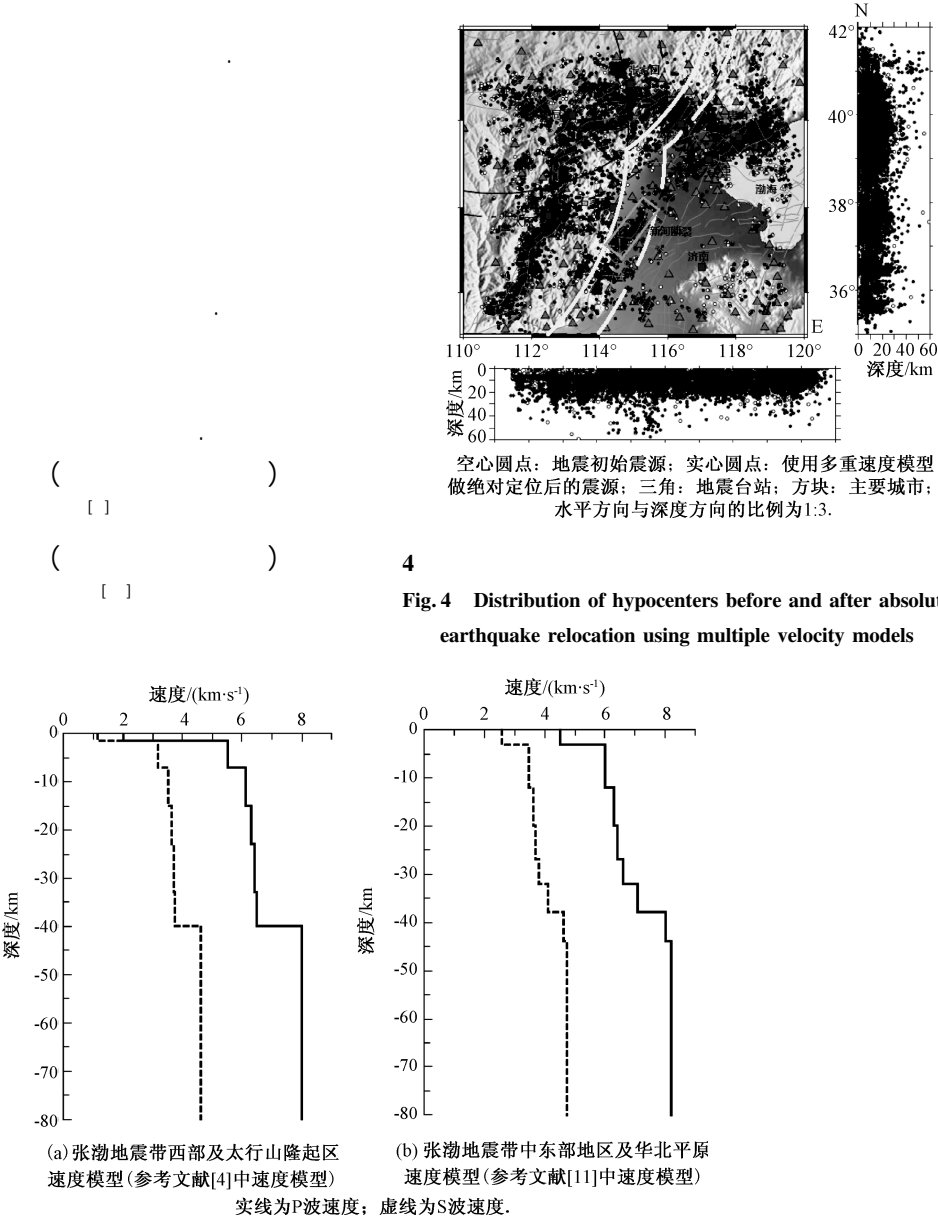 N
42°
40°
38°
36°
渤海
新河断裂
济南
E
110°
112°
114°
116°
118°
120°
0 20 40 60
深度/km
0
20
40
60
深度/km
空心圆点：地震初始震源；实心圆点：使用多重速度模型
做绝对定位后的震源；三角：地震台站；方块：主要城市；
水平方向与深度方向的比例为1:3.
( )
[ ]
( )
[ ]
4
Fig. 4 Distribution of hypocenters before and after absolut
earthquake relocation using multiple velocity models
速度/(km·s⁻¹)
0 2 4 6 8
0
-10
-20
-30
-40
-50
-60
-70
-80
深度/km
(a) 张渤地震带西部及太行山隆起区
速度模型(参考文献[4]中速度模型)
速度/(km·s⁻¹)
0 2 4 6 8
0
-10
-20
-30
-40
-50
-60
-70
-80
深度/km
(b) 张渤地震带中东部地区及华北平原
速度模型(参考文献[11]中速度模型)
实线为P波速度；虚线为S波速度.